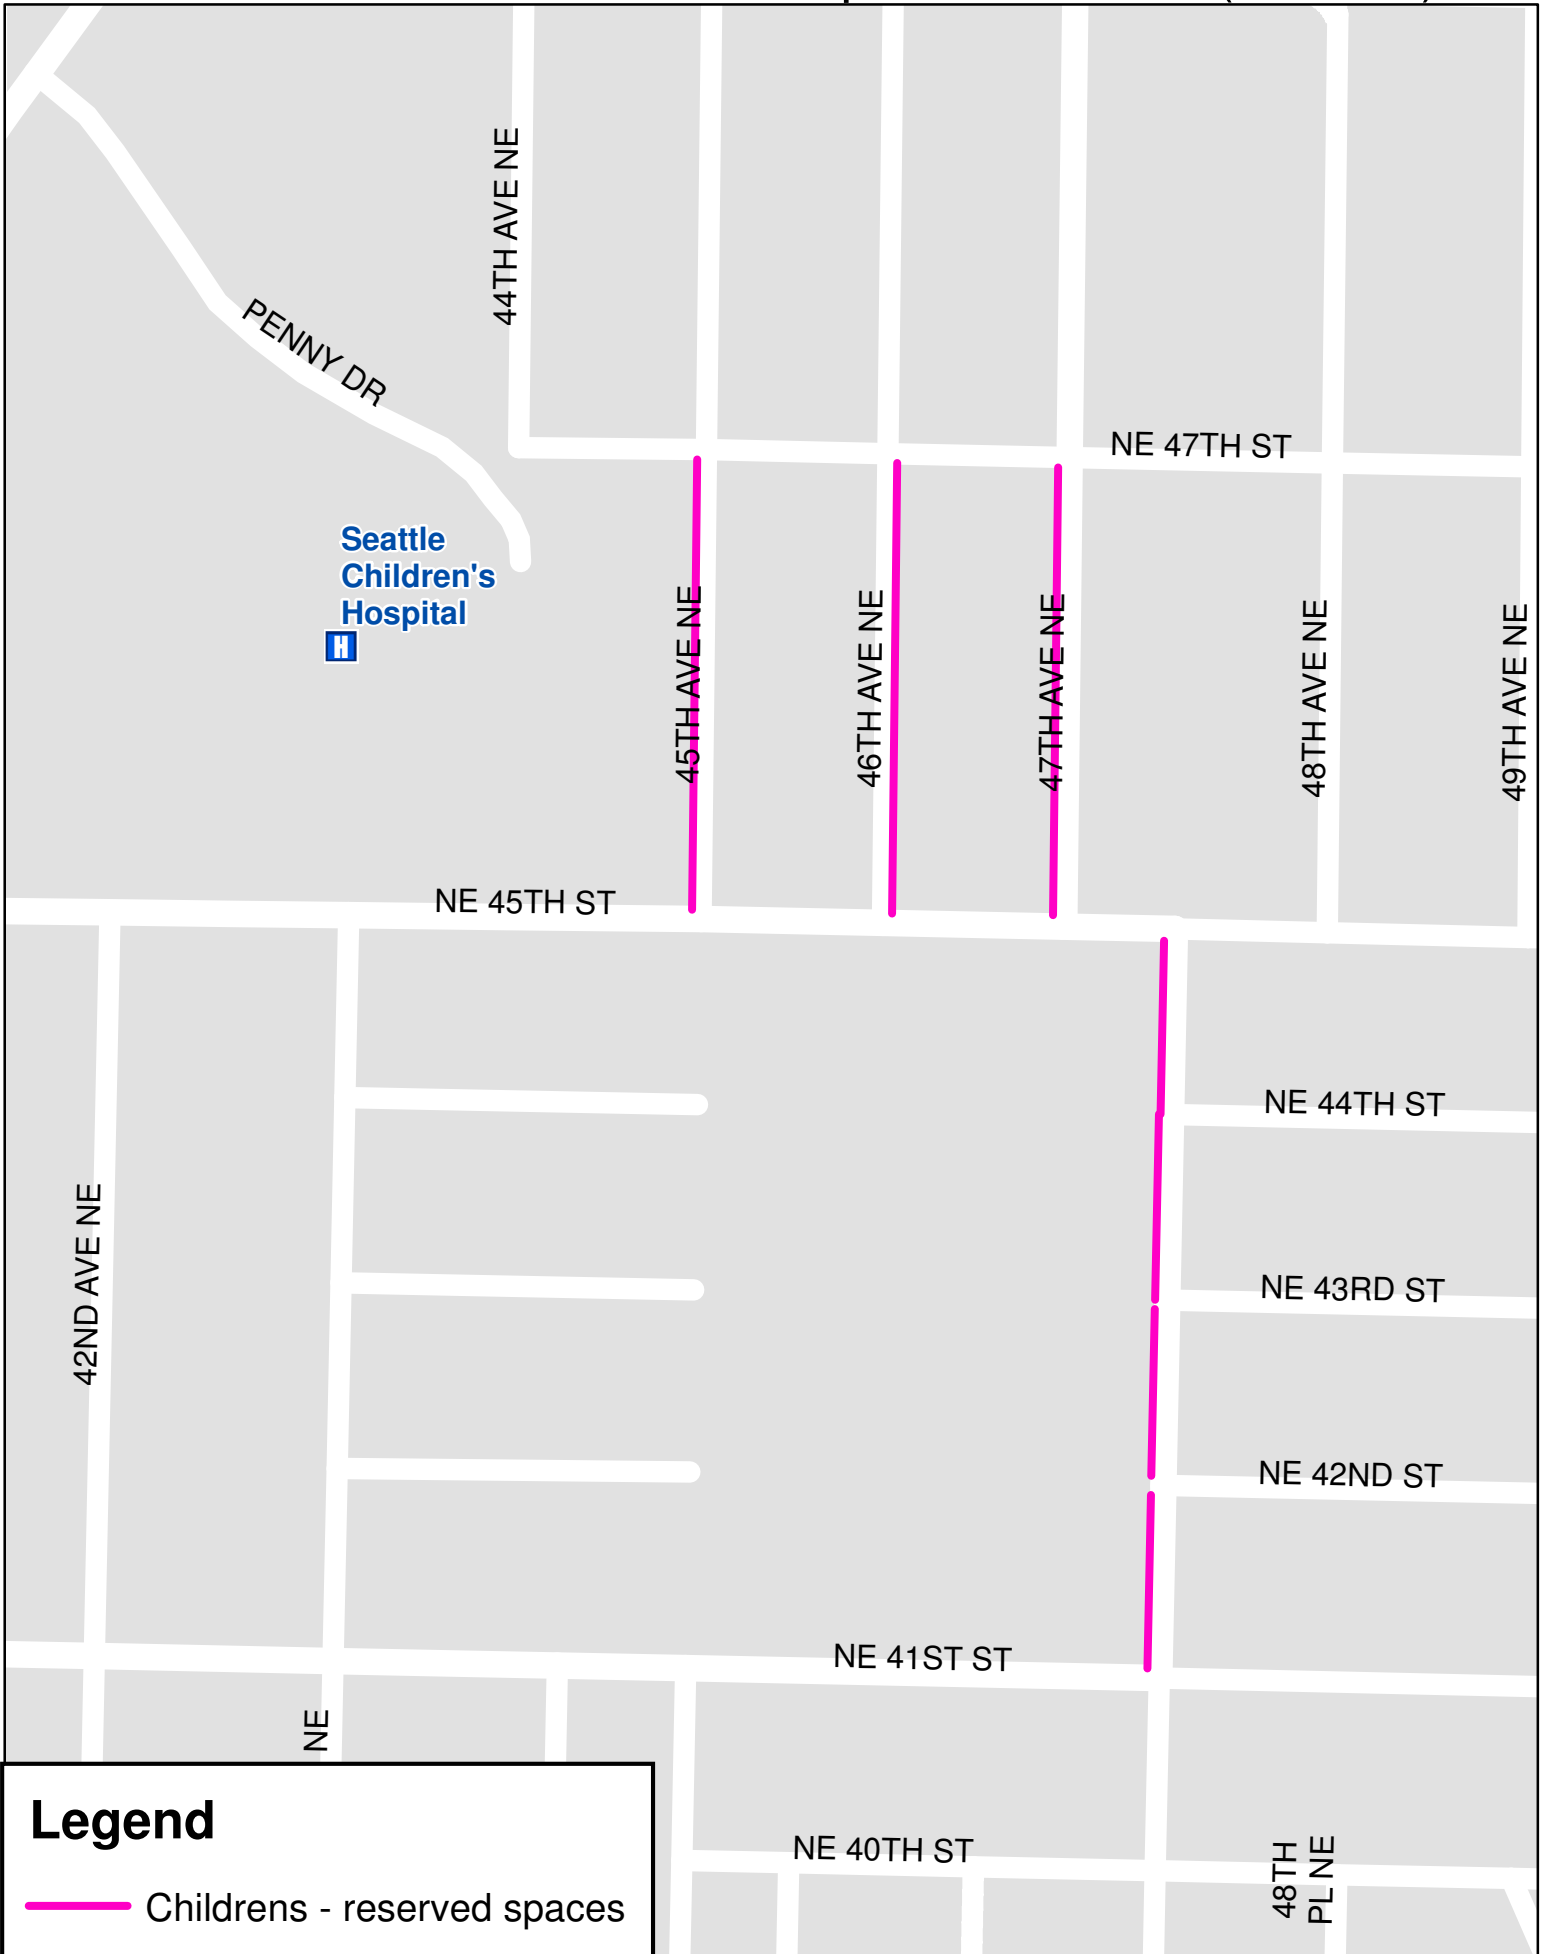 44TH AVE NE
PENNY DR
NE 47TH ST
Seattle
Children's
Hospital
H
45TH AVE NE
46TH AVE NE
47TH AVE NE
48TH AVE NE
49TH AVE NE
NE 45TH ST
NE 44TH ST
42ND AVE NE
NE 43RD ST
NE 42ND ST
NE 41ST ST
NE
Legend
NE 40TH ST
48TH
PL NE
Childrens - reserved spaces